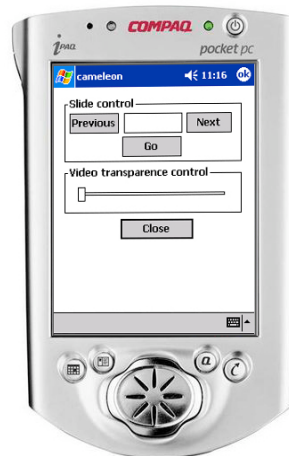 COMPAQ
iPAQ
pocket pc
cameleon 11:16 ok
Slide control
Previous Next
Go
Video transparence control
Close
a